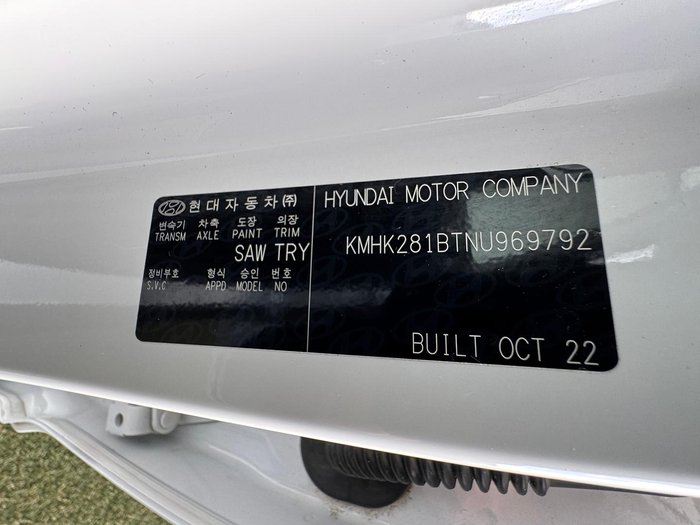 현대자동차㈜
변속기 차축 도장 의장
TRANSM AXLE PAINT TRIM
SAW TRY
정비부호 형식 승인 번호
S.V.C APPD MODEL NO
HYUNDAI MOTOR COMPANY
KMHK281BTNU969792
BUILT OCT 22